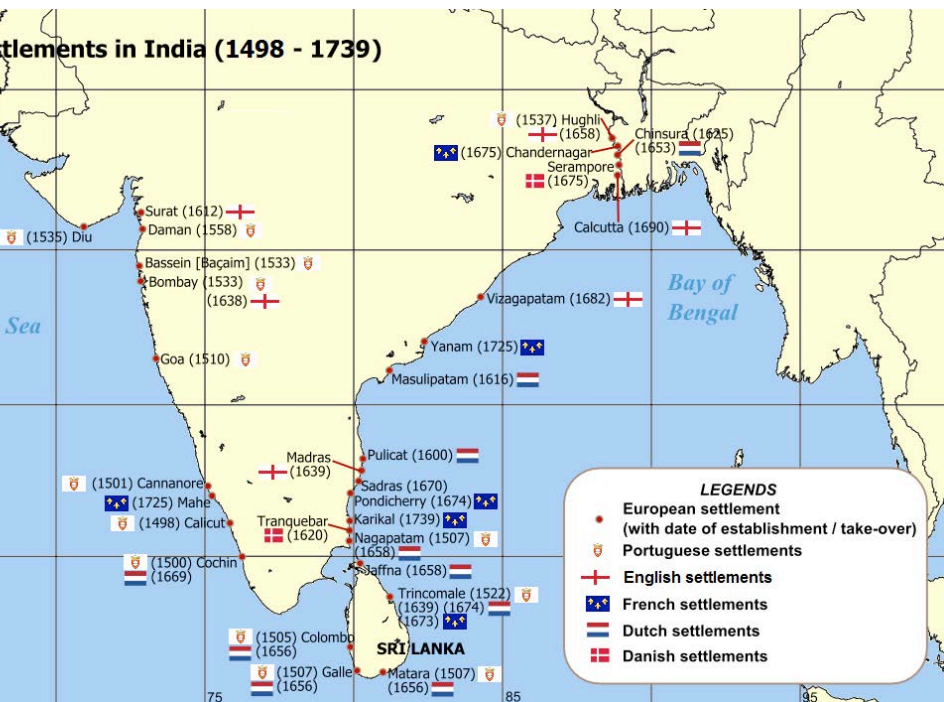 tlements in India (1498 - 1739)
(1537) Hughli
(1658)
Chinsura (1625)
(1653)
(1675) Chandernagar
Serampore
(1675)
Calcutta (1690)
Surat (1612)
Daman (1558)
(1535) Diu
Bassein [Baçaim] (1533)
Bombay (1533)
(1638)
Sea
Bay of
Bengal
Vizagapatam (1682)
Yanam (1725)
Goa (1510)
Masulipatam (1616)
Madras
(1639)
Pulicat (1600)
(1501) Cannanore
(1725) Mahe
(1498) Calicut
Sadras (1670)
Pondicherry (1674)
Karikal (1739)
Tranquebar
(1620)
Nagapatam (1507)
(1658)
(1500) Cochin
(1669)
Jaffna (1658)
Trincomale (1522)
(1639) (1674)
(1673)
(1505) Colombo
(1656)
SRI LANKA
(1507) Galle
(1656)
Matara (1507)
(1656)
75
85
95
LEGENDS
European settlement
(with date of establishment / take-over)
Portuguese settlements
English settlements
French settlements
Dutch settlements
Danish settlements